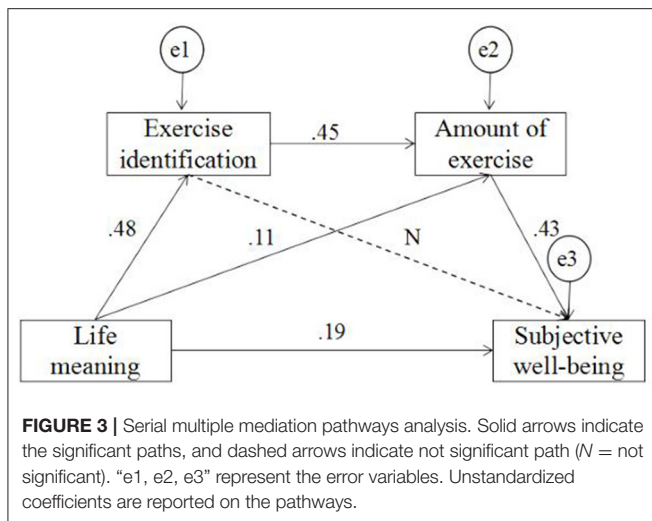 e1
e2
Exercise
identification
.45
Amount of
exercise
.48
.11
N
.43
e3
Life
meaning
.19
Subjective
well-being
FIGURE 3 | Serial multiple mediation pathways analysis. Solid arrows indicate
the significant paths, and dashed arrows indicate not significant path (N = not
significant). “e1, e2, e3” represent the error variables. Unstandardized
coefficients are reported on the pathways.